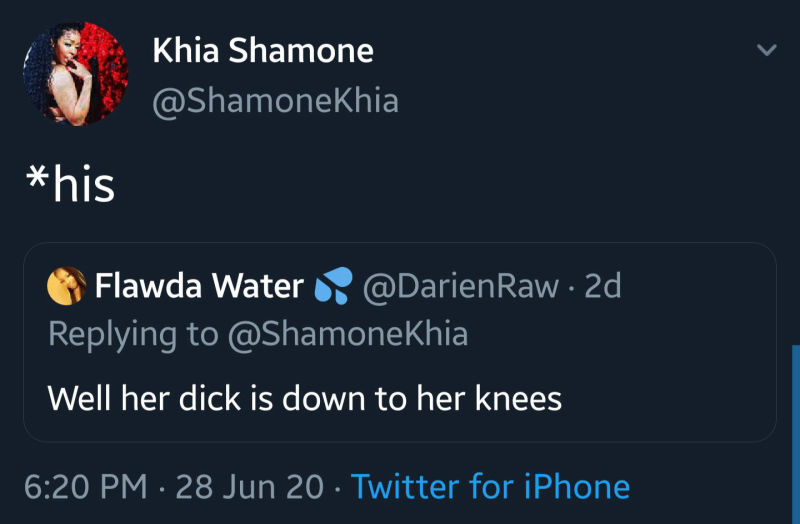 Khia Shamone
@ShamoneKhia
*his
Flawda Water 💦 @DarienRaw · 2d
Replying to @ShamoneKhia
Well her dick is down to her knees
6:20 PM · 28 Jun 20 · Twitter for iPhone